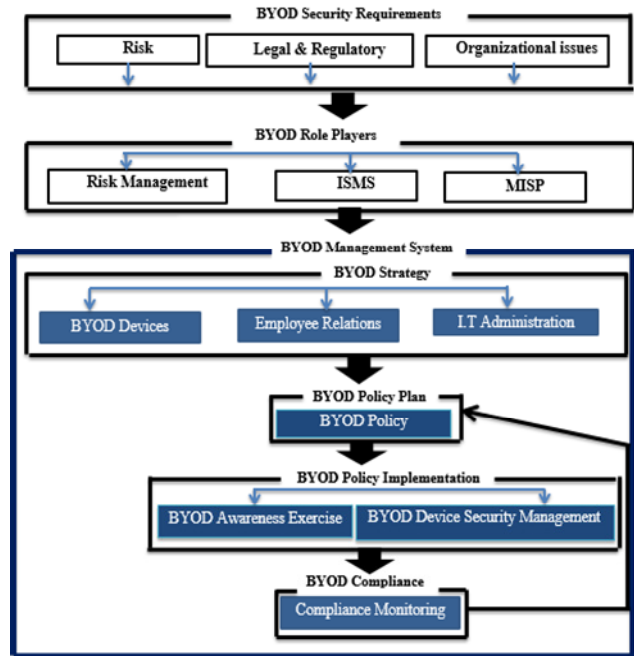 BYOD Security Requirements
Risk
Legal & Regulatory
Organizational issues
BYOD Role Players
Risk Management
ISMS
MISP
BYOD Management System
BYOD Strategy
BYOD Devices
Employee Relations
I.T Administration
BYOD Policy Plan
BYOD Policy
BYOD Policy Implementation
BYOD Awareness Exercise
BYOD Device Security Management
BYOD Compliance
Compliance Monitoring